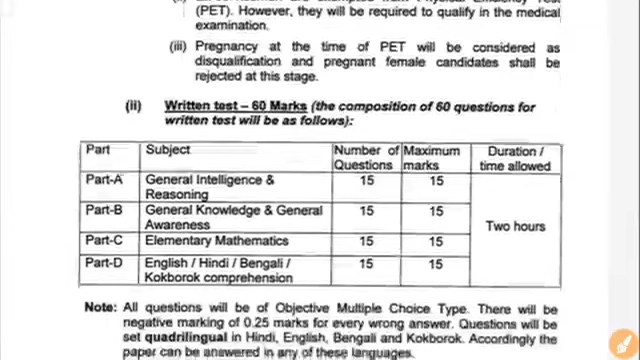 (PET). However, they will be required to qualify in the medical
examination.
(iii) Pregnancy at the time of PET will be considered as
disqualification and pregnant female candidates shall be
rejected at this stage.
(ii) Written test – 60 Marks (the composition of 60 questions for
written test will be as follows):
Part Subject Number of Questions Maximum marks Duration / time allowed
Part-A General Intelligence & Reasoning 15 15 Two hours
Part-B General Knowledge & General Awareness 15 15
Part-C Elementary Mathematics 15 15
Part-D English / Hindi / Bengali / Kokborok comprehension 15 15
Note: All questions will be of Objective Multiple Choice Type. There will be
negative marking of 0.25 marks for every wrong answer. Questions will be
set quadrilingual in Hindi, English, Bengali and Kokborok. Accordingly the
paper can be answered in any of these languages.